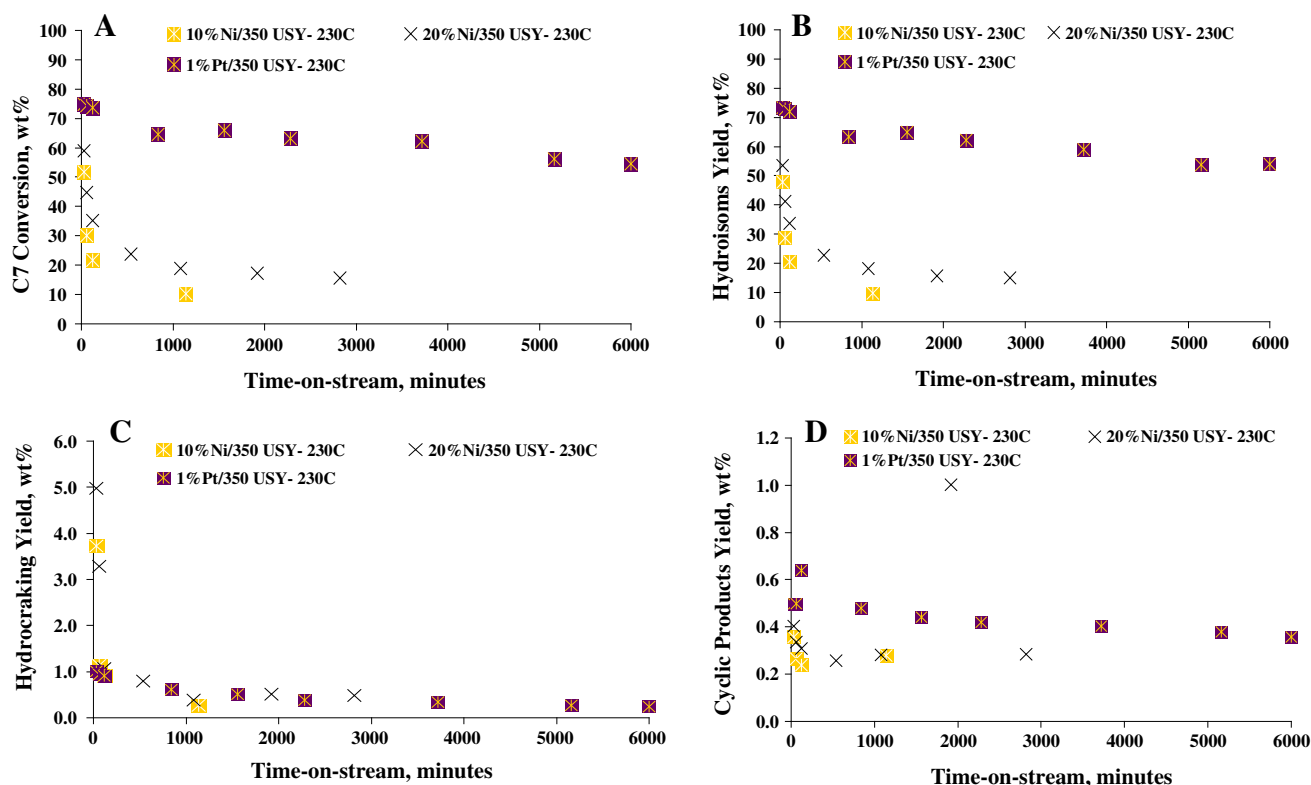 A
10%Ni/350 USY- 230C
20%Ni/350 USY- 230C
1%Pt/350 USY- 230C
C7 Conversion, wt%
100
90
80
70
60
50
40
30
20
10
0
0
1000
2000
3000
4000
5000
6000
Time-on-stream, minutes
B
10%Ni/350 USY- 230C
20%Ni/350 USY- 230C
1%Pt/350 USY- 230C
Hydroisoms Yield, wt%
100
90
80
70
60
50
40
30
20
10
0
0
1000
2000
3000
4000
5000
6000
Time-on-stream, minutes
C
10%Ni/350 USY- 230C
20%Ni/350 USY- 230C
1%Pt/350 USY- 230C
Hydrocraking Yield, wt%
6.0
5.0
4.0
3.0
2.0
1.0
0.0
0
1000
2000
3000
4000
5000
6000
Time-on-stream, minutes
D
10%Ni/350 USY- 230C
20%Ni/350 USY- 230C
1%Pt/350 USY- 230C
Cyclic Products Yield, wt%
1.2
1.0
0.8
0.6
0.4
0.2
0.0
0
1000
2000
3000
4000
5000
6000
Time-on-stream, minutes